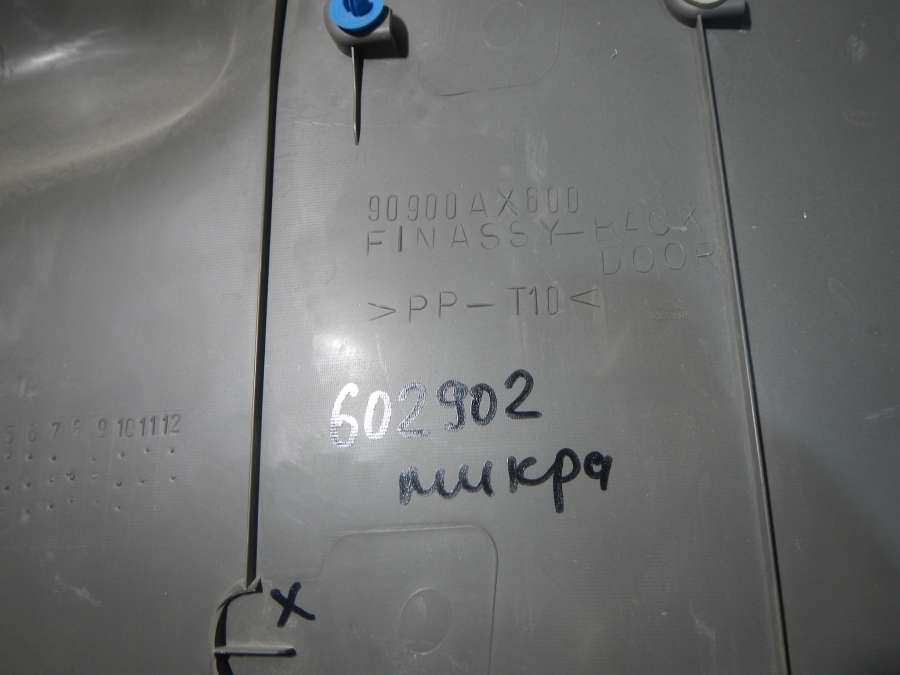 90900AX600
FINASSY-BACK
DOOR
>PP-T10<
5 6 7 8 9 10 11 12
602902
микра
X